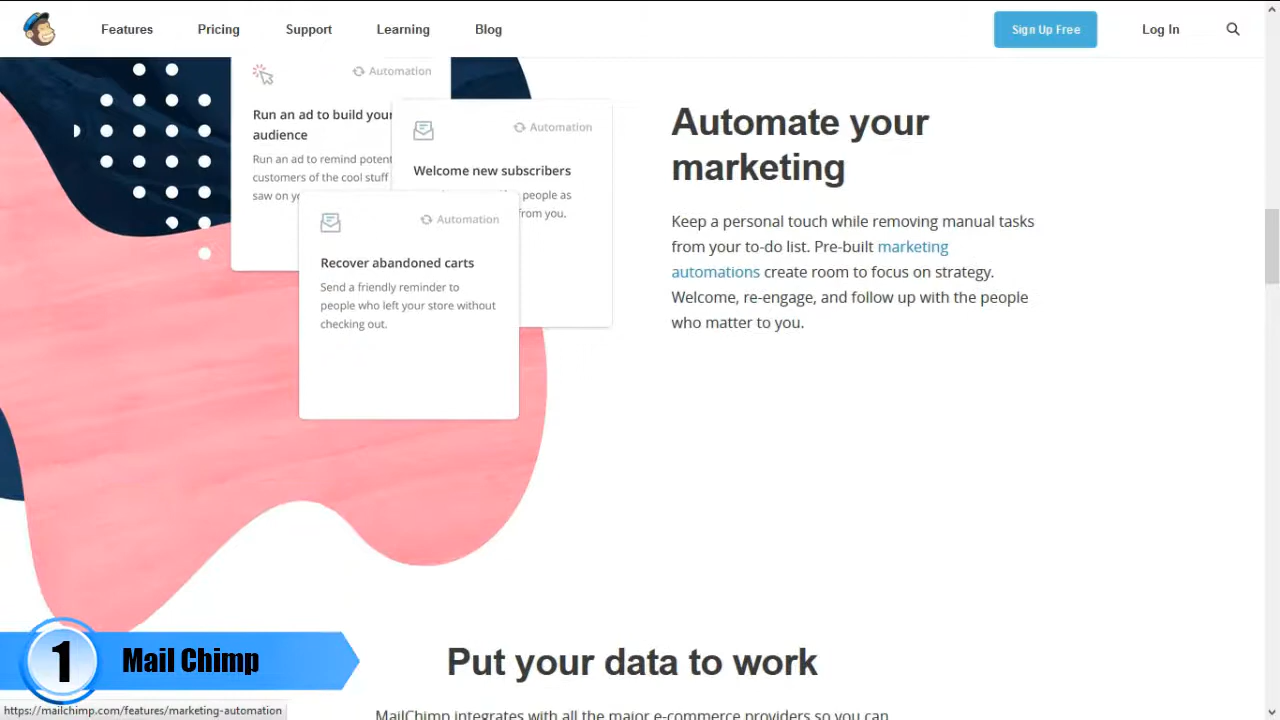 Features
Pricing
Support
Learning
Blog
Sign Up Free
Log In
Automation
Run an ad to build your
audience
Run an ad to remind potent
customers of the cool stuff
saw on yo
Automation
Welcome new subscribers
people as
from you.
Automation
Recover abandoned carts
Send a friendly reminder to
people who left your store without
checking out.
Automate your
marketing
Keep a personal touch while removing manual tasks
from your to-do list. Pre-built marketing
automations create room to focus on strategy.
Welcome, re-engage, and follow up with the people
who matter to you.
Put your data to work
MailChimp integrates with all the major e-commerce providers so you can
1 Mail Chimp
https://mailchimp.com/features/marketing-automation